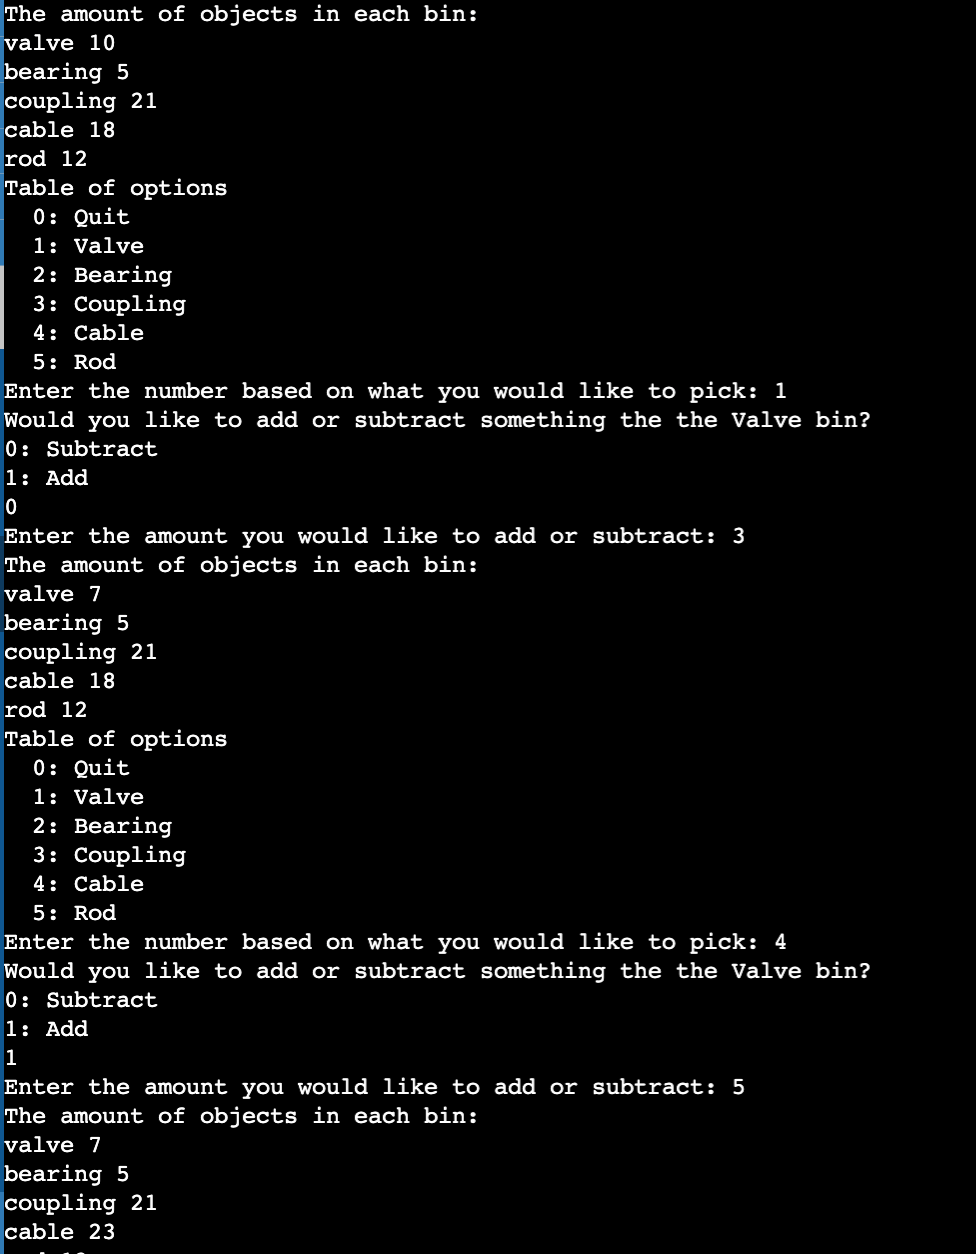 The amount of objects in each bin:
valve 10
bearing 5
coupling 21
cable 18
rod 12
Table of options
  0: Quit
  1: Valve
  2: Bearing
  3: Coupling
  4: Cable
  5: Rod
Enter the number based on what you would like to pick: 1
Would you like to add or subtract something the the Valve bin?
0: Subtract
1: Add
0
Enter the amount you would like to add or subtract: 3
The amount of objects in each bin:
valve 7
bearing 5
coupling 21
cable 18
rod 12
Table of options
  0: Quit
  1: Valve
  2: Bearing
  3: Coupling
  4: Cable
  5: Rod
Enter the number based on what you would like to pick: 4
Would you like to add or subtract something the the Valve bin?
0: Subtract
1: Add
1
Enter the amount you would like to add or subtract: 5
The amount of objects in each bin:
valve 7
bearing 5
coupling 21
cable 23